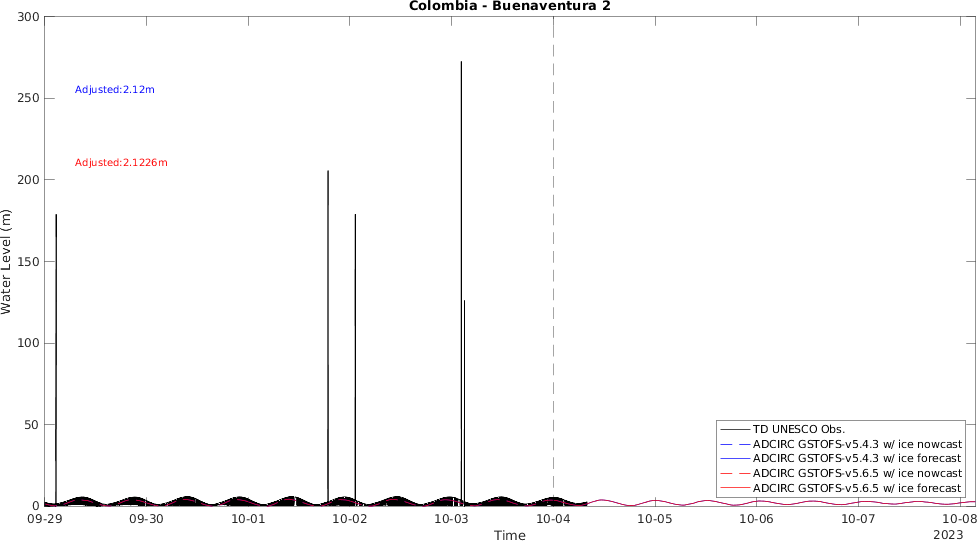 Colombia - Buenaventura 2
300
250
200
150
100
50
0
Water Level (m)
Adjusted:2.12m
Adjusted:2.1226m
TD UNESCO Obs.
ADCIRC GSTOFS-v5.4.3 w/ ice nowcast
ADCIRC GSTOFS-v5.4.3 w/ ice forecast
ADCIRC GSTOFS-v5.6.5 w/ ice nowcast
ADCIRC GSTOFS-v5.6.5 w/ ice forecast
09-29 09-30 10-01 10-02 10-03 10-04 10-05 10-06 10-07 10-08
Time
2023